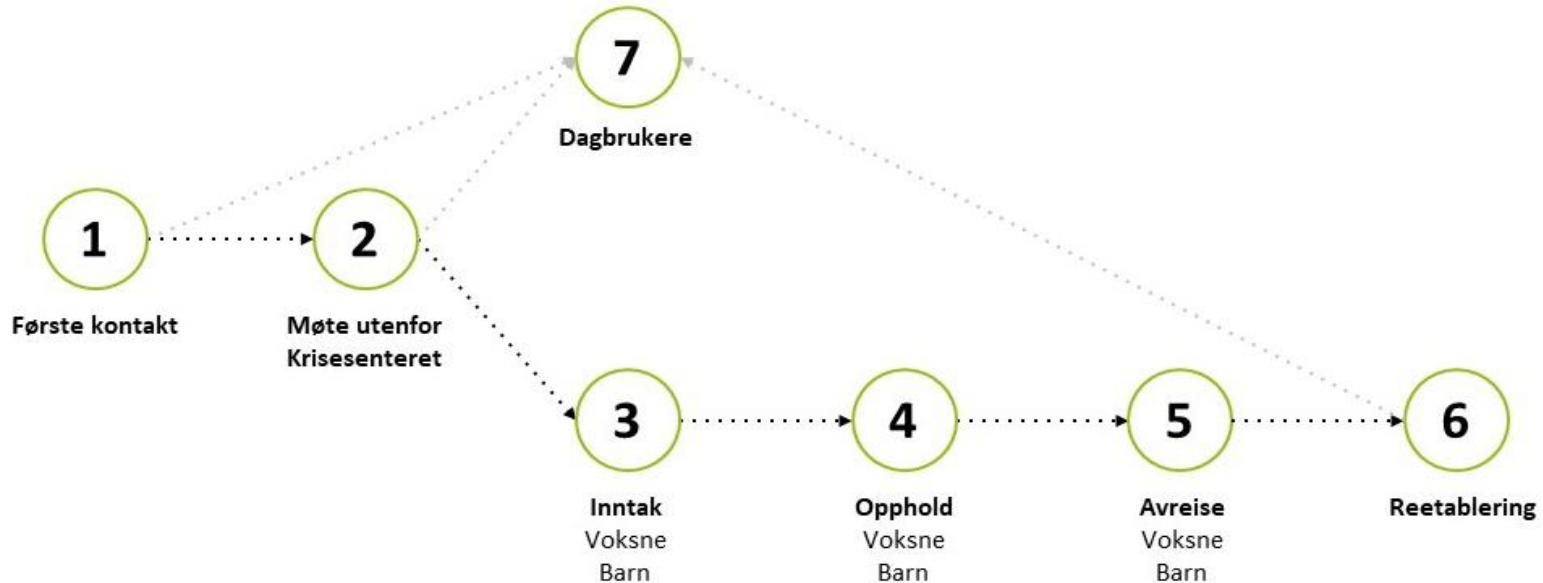 7
Dagbrukere
1
2
Første kontakt
Møte utenfor
Krisesenteret
3
4
5
6
Inntak
Voksne
Barn
Opphold
Voksne
Barn
Avreise
Voksne
Barn
Reetablering